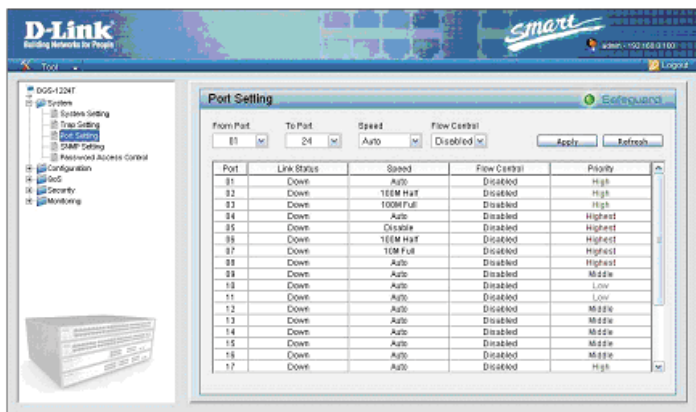 D-Link
Building Networks for People
smart
admin - 192.168.0.100
Tool
Logout
DGS-1224T
System
System Setting
Trap Setting
Port Setting
SNMP Setting
Password Access Control
Configuration
QoS
Security
Monitoring
Port Setting
Safeguard
From Port To Port Speed Flow Control
01 24 Auto Disabled Apply Refresh
Port Link Status Speed Flow Control Priority
01 Down Auto Disabled High
02 Down 100M Half Disabled High
03 Down 100M Full Disabled High
04 Down Auto Disabled Highest
05 Down Disable Disabled Highest
06 Down 100M Half Disabled Highest
07 Down 10M Full Disabled Highest
08 Down Auto Disabled Highest
09 Down Auto Disabled Middle
10 Down Auto Disabled Low
11 Down Auto Disabled Low
12 Down Auto Disabled Middle
13 Down Auto Disabled Middle
14 Down Auto Disabled Middle
15 Down Auto Disabled Middle
16 Down Auto Disabled Middle
17 Down Auto Disabled High